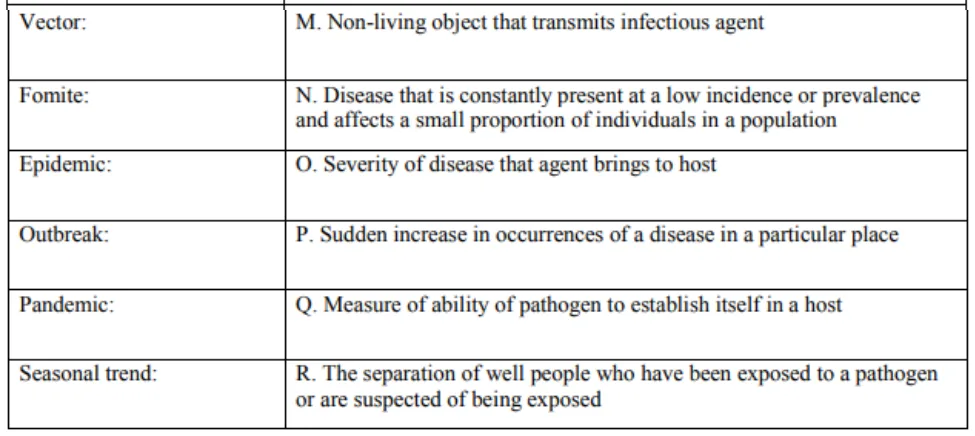 Vector:
M. Non-living object that transmits infectious agent
Fomite:
N. Disease that is constantly present at a low incidence or prevalence
and affects a small proportion of individuals in a population
Epidemic:
O. Severity of disease that agent brings to host
Outbreak:
P. Sudden increase in occurrences of a disease in a particular place
Pandemic:
Q. Measure of ability of pathogen to establish itself in a host
Seasonal trend:
R. The separation of well people who have been exposed to a pathogen
or are suspected of being exposed